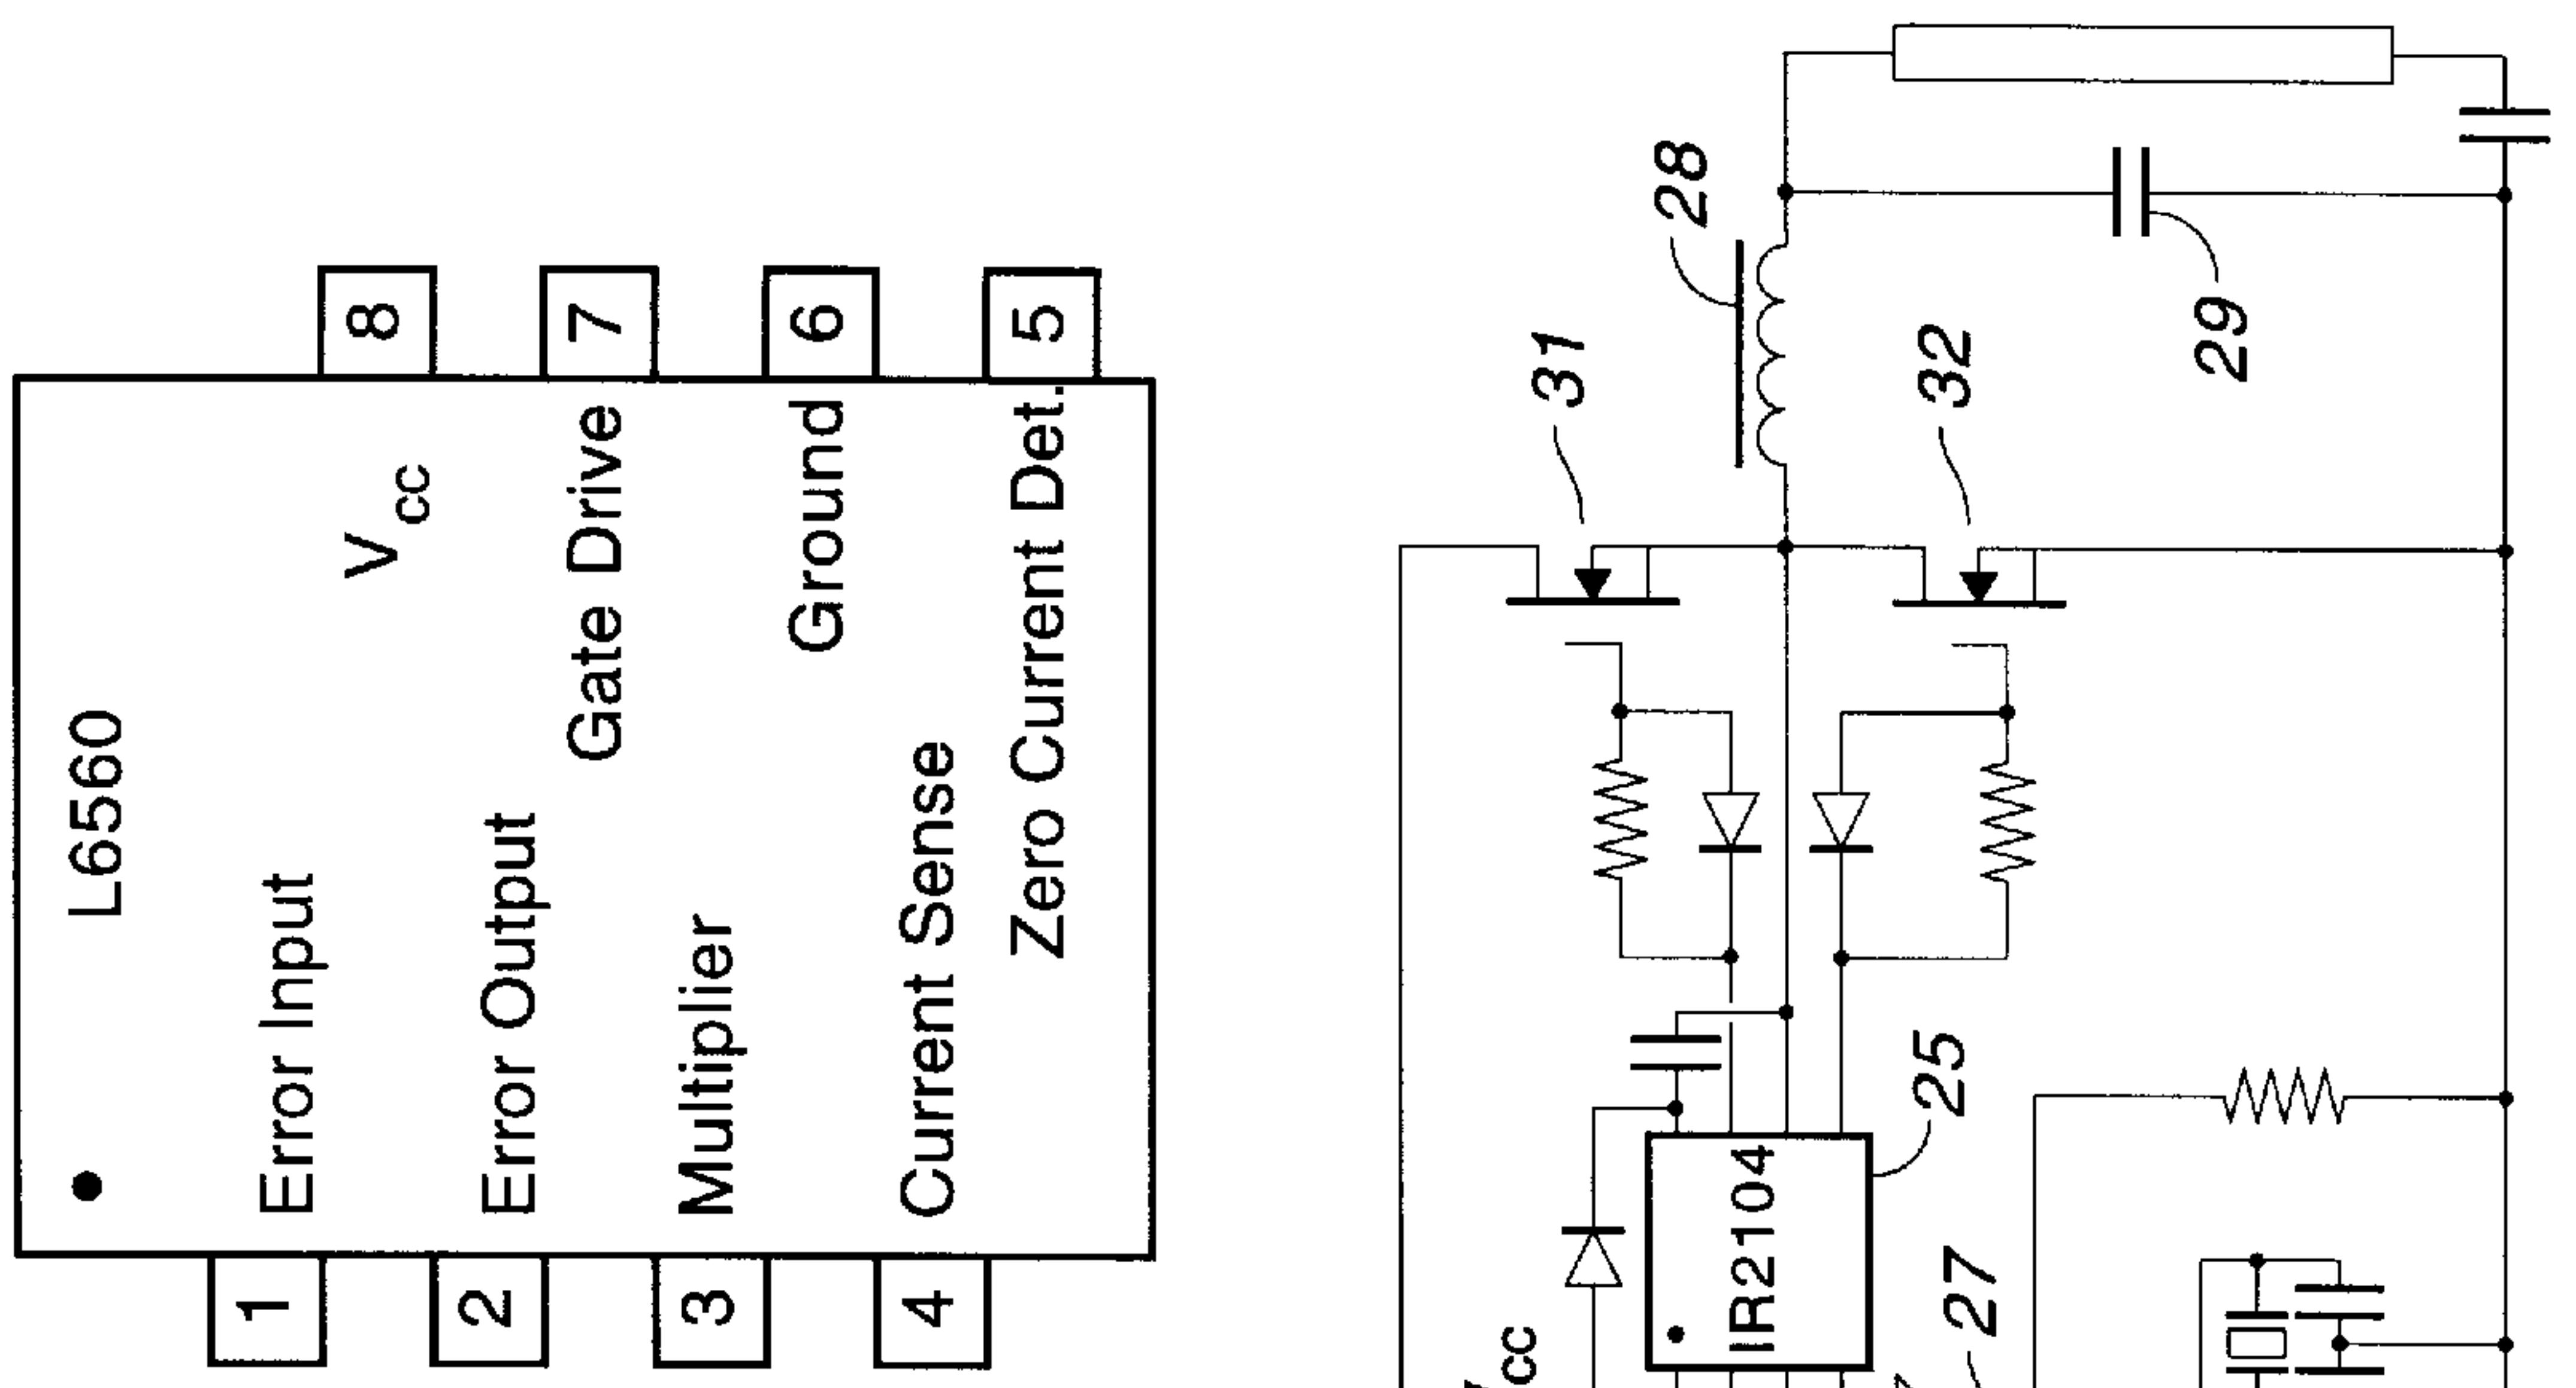 L6560
1
Error Input
2
Error Output
3
Multiplier
4
Current Sense
8
Vcc
7
Gate Drive
6
Ground
5
Zero Current Det.
28
31
32
29
25
IR2104
27
cc